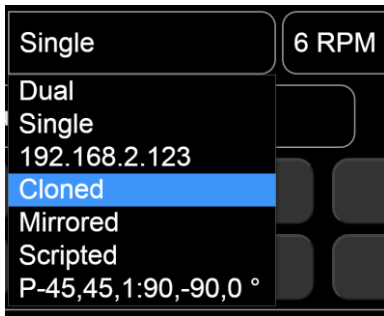 Single
6 RPM
Dual
Single
192.168.2.123
Cloned
Mirrored
Scripted
P-45,45,1:90,-90,0 °